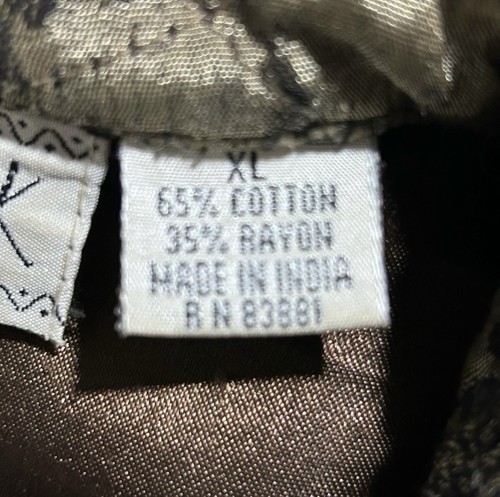 XL
65% COTTON
35% RAYON
MADE IN INDIA
R N 83881